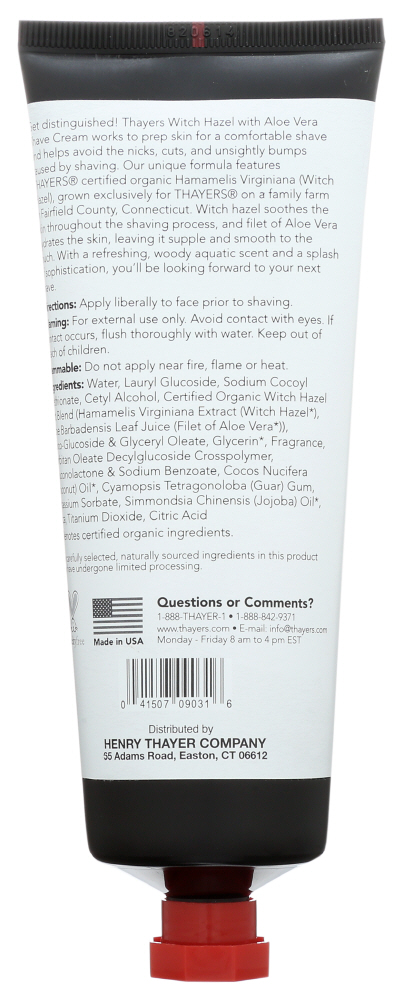 820614
et distinguished! Thayers Witch Hazel with Aloe Vera
have Cream works to prep skin for a comfortable shave
nd helps avoid the nicks, cuts, and unsightly bumps
used by shaving. Our unique formula features
HAYERS® certified organic Hamamelis Virginiana (Witch
azel), grown exclusively for THAYERS® on a family farm
Fairfield County, Connecticut. Witch hazel soothes the
n throughout the shaving process, and filet of Aloe Vera
drates the skin, leaving it supple and smooth to the
uch. With a refreshing, woody aquatic scent and a splash
sophistication, you'll be looking forward to your next
ave.
ections: Apply liberally to face prior to shaving.
arning: For external use only. Avoid contact with eyes. If
ntact occurs, flush thoroughly with water. Keep out of
ach of children.
mmable: Do not apply near fire, flame or heat.
redients: Water, Lauryl Glucoside, Sodium Cocoyl
thionate, Cetyl Alcohol, Certified Organic Witch Hazel
Blend (Hamamelis Virginiana Extract (Witch Hazel*),
e Barbadensis Leaf Juice (Filet of Aloe Vera*)),
o-Glucoside & Glyceryl Oleate, Glycerin*, Fragrance,
bitan Oleate Decylglucoside Crosspolymer,
onolactone & Sodium Benzoate, Cocos Nucifera
conut) Oil*, Cyamopsis Tetragonoloba (Guar) Gum,
assium Sorbate, Simmondsia Chinensis (Jojoba) Oil*,
Titanium Dioxide, Citric Acid
enotes certified organic ingredients.
refully selected, naturally sourced ingredients in this product
ave undergone limited processing.
Made in USA
Questions or Comments?
1-888-THAYER-1 • 1-888-842-9371
www.thayers.com • E-mail: info@thayers.com
Monday - Friday 8 am to 4 pm EST
0 41507 09031 6
Distributed by
HENRY THAYER COMPANY
55 Adams Road, Easton, CT 06612